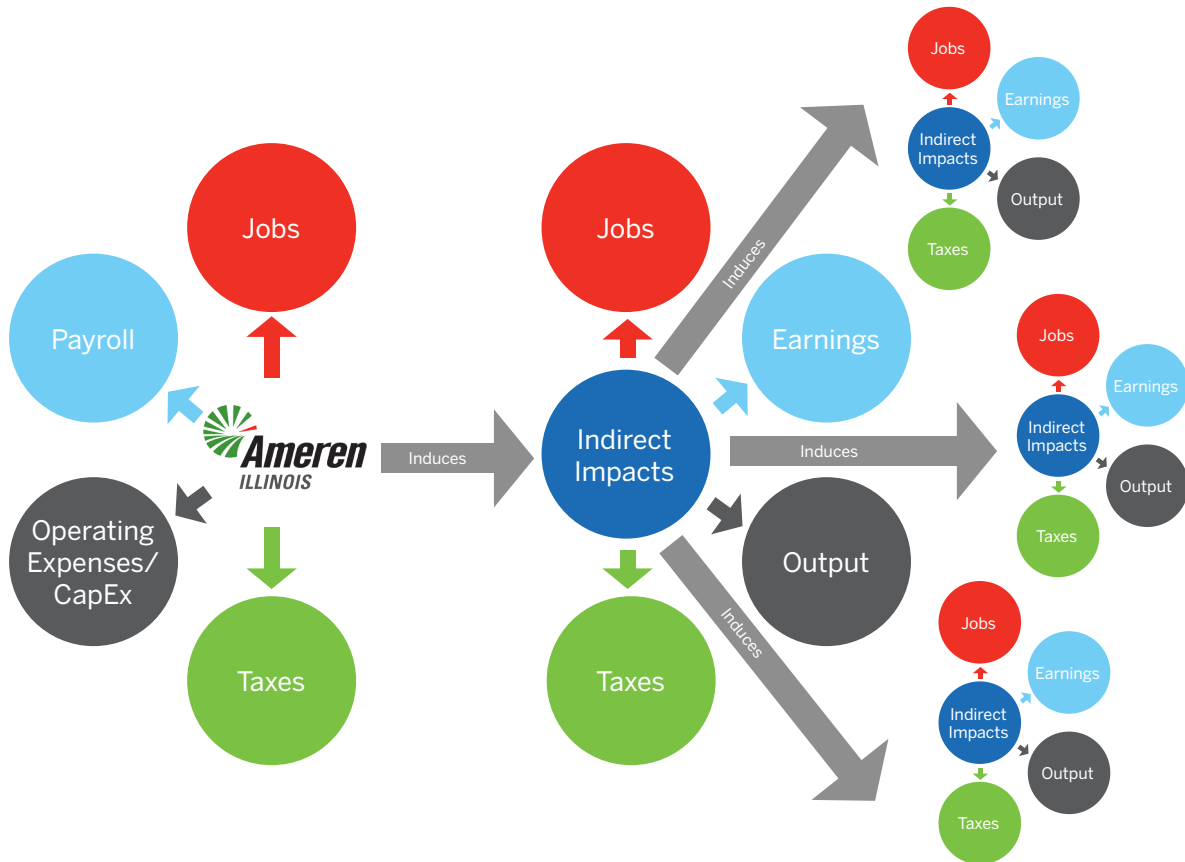 Jobs
Payroll
Ameren
ILLINOIS
Operating
Expenses/
CapEx
Taxes
Induces
Jobs
Earnings
Indirect
Impacts
Output
Taxes
Induces
Jobs
Earnings
Indirect
Impacts
Output
Taxes
Induces
Jobs
Earnings
Indirect
Impacts
Output
Taxes
Induces
Jobs
Earnings
Indirect
Impacts
Output
Taxes